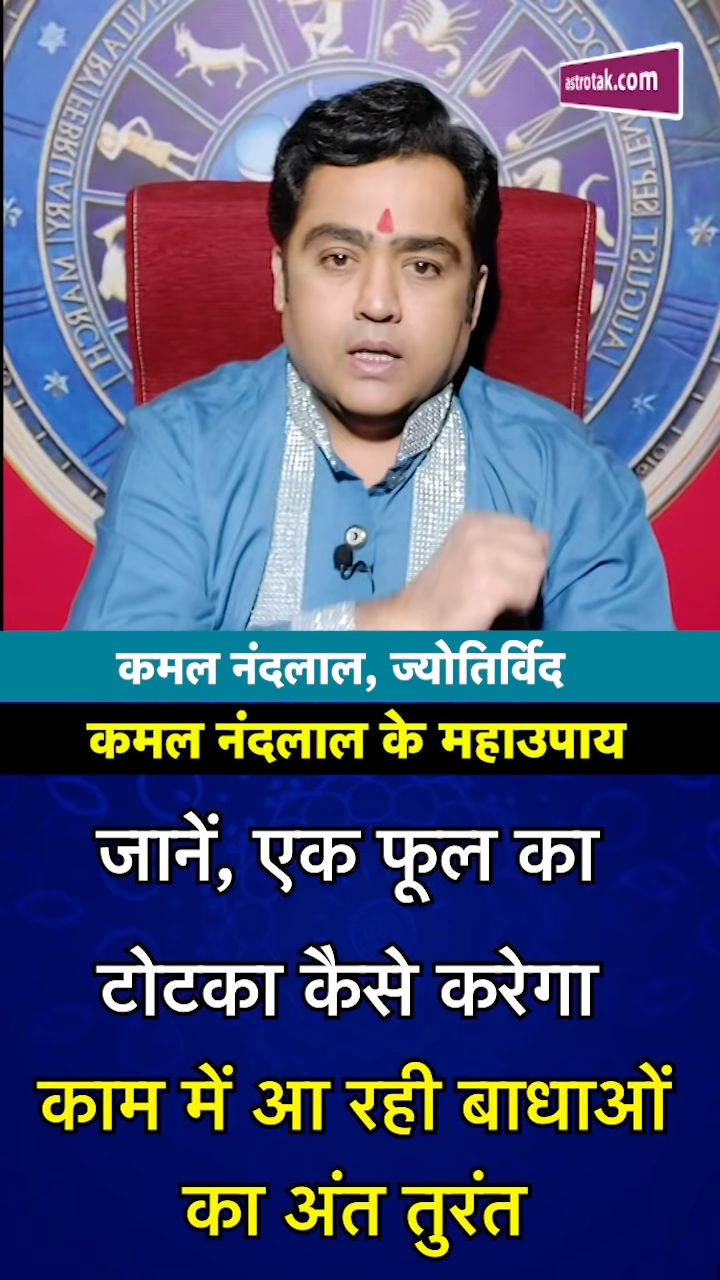 astrotak.com
कमल नंदलाल, ज्योतिर्विद
कमल नंदलाल के महाउपाय
जानें, एक फूल का
टोटका कैसे करेगा
काम में आ रही बाधाओं
का अंत तुरंत